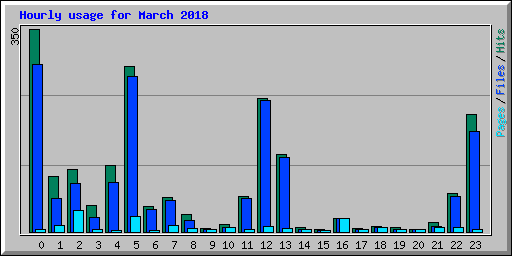 Hourly usage for March 2018
350
Pages/Files/Hits
0 1 2 3 4 5 6 7 8 9 10 11 12 13 14 15 16 17 18 19 20 21 22 23